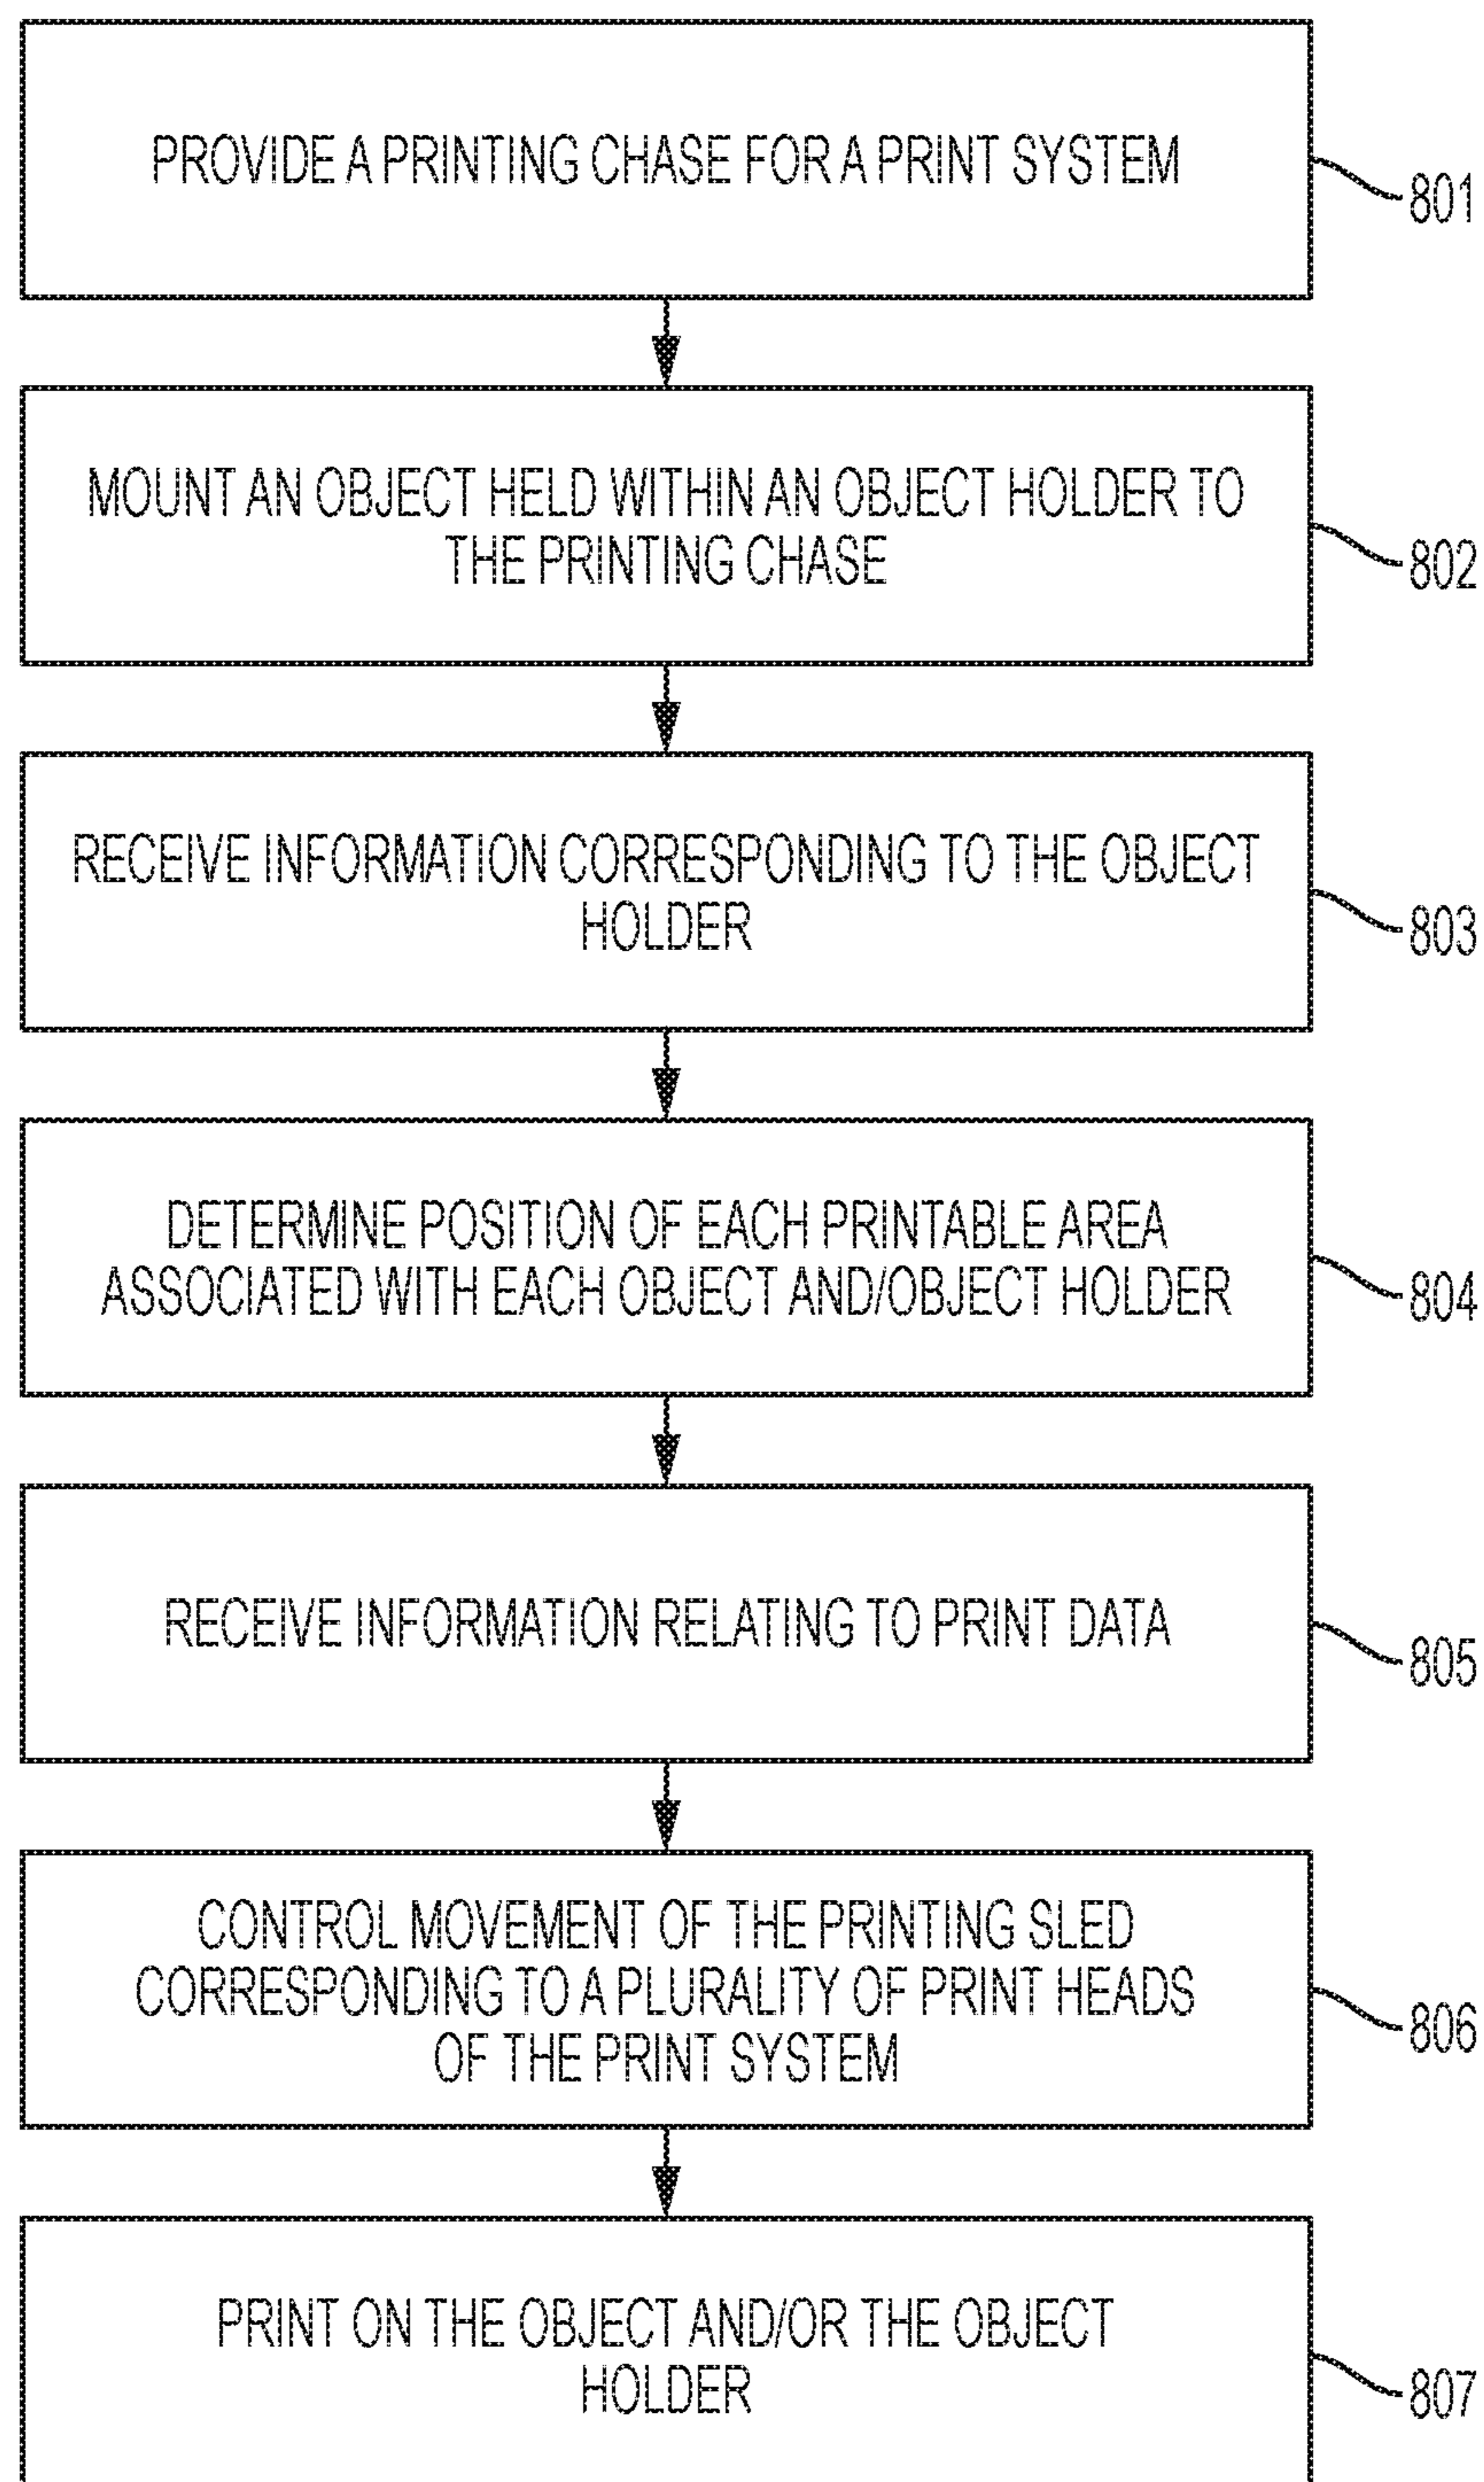 PROVIDE A PRINTING CHASE FOR A PRINT SYSTEM
801
MOUNT AN OBJECT HELD WITHIN AN OBJECT HOLDER TO
THE PRINTING CHASE
802
RECEIVE INFORMATION CORRESPONDING TO THE OBJECT
HOLDER
803
DETERMINE POSITION OF EACH PRINTABLE AREA
ASSOCIATED WITH EACH OBJECT AND/OBJECT HOLDER
804
RECEIVE INFORMATION RELATING TO PRINT DATA
805
CONTROL MOVEMENT OF THE PRINTING SLED
CORRESPONDING TO A PLURALITY OF PRINT HEADS
OF THE PRINT SYSTEM
806
PRINT ON THE OBJECT AND/OR THE OBJECT
HOLDER
807